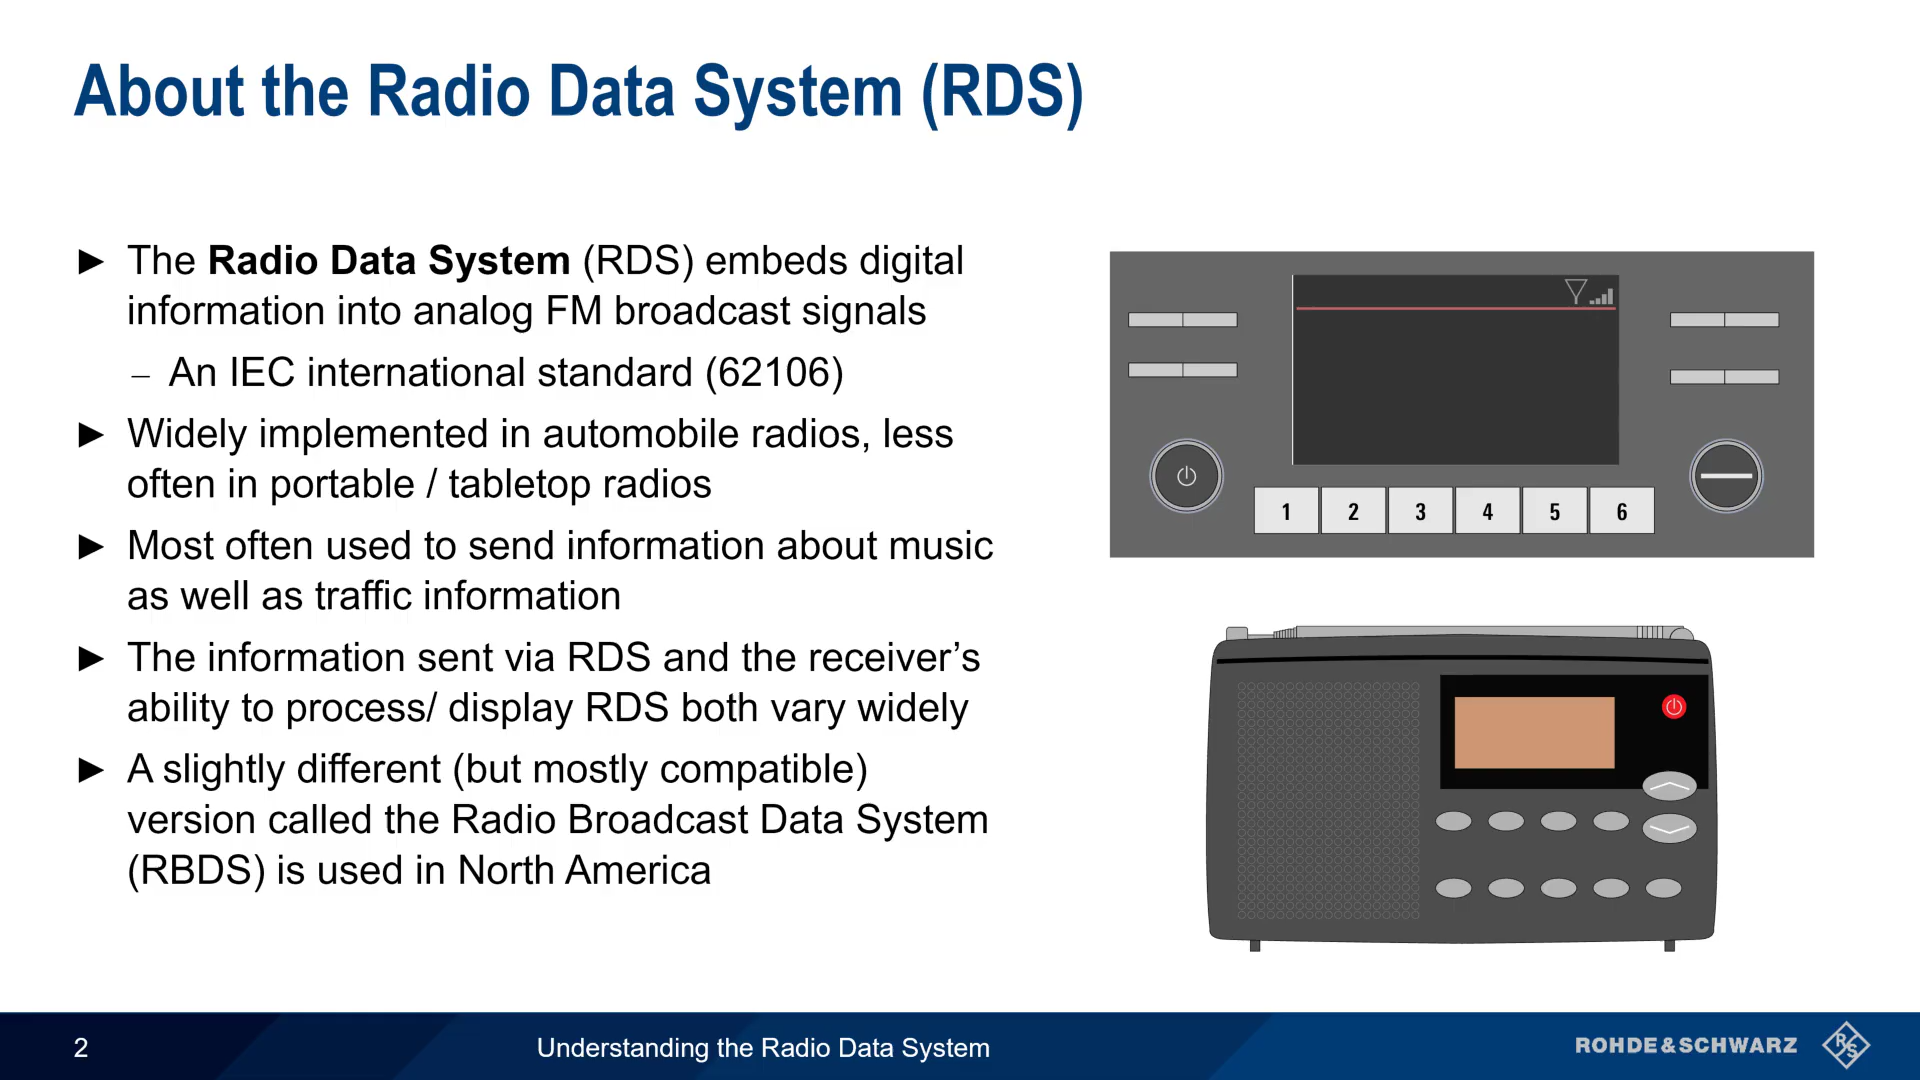 About the Radio Data System (RDS)
► The Radio Data System (RDS) embeds digital
information into analog FM broadcast signals
– An IEC international standard (62106)
► Widely implemented in automobile radios, less
often in portable / tabletop radios
► Most often used to send information about music
as well as traffic information
► The information sent via RDS and the receiver’s
ability to process/ display RDS both vary widely
► A slightly different (but mostly compatible)
version called the Radio Broadcast Data System
(RBDS) is used in North America
1 2 3 4 5 6
2
Understanding the Radio Data System
ROHDE&SCHWARZ
R&S